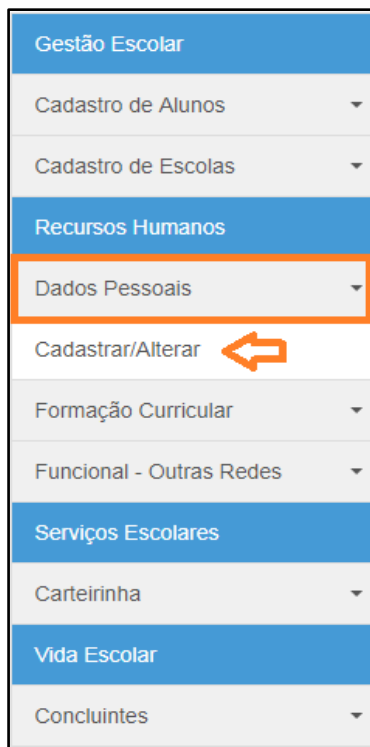 Gestão Escolar
Cadastro de Alunos
Cadastro de Escolas
Recursos Humanos
Dados Pessoais
Cadastrar/Alterar
Formação Curricular
Funcional - Outras Redes
Serviços Escolares
Carteirinha
Vida Escolar
Concluintes